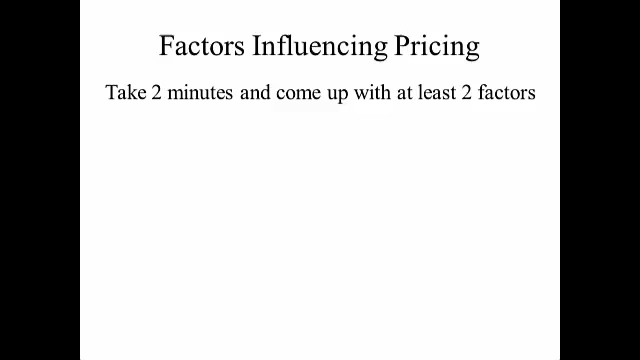 Factors Influencing Pricing
Take 2 minutes and come up with at least 2 factors